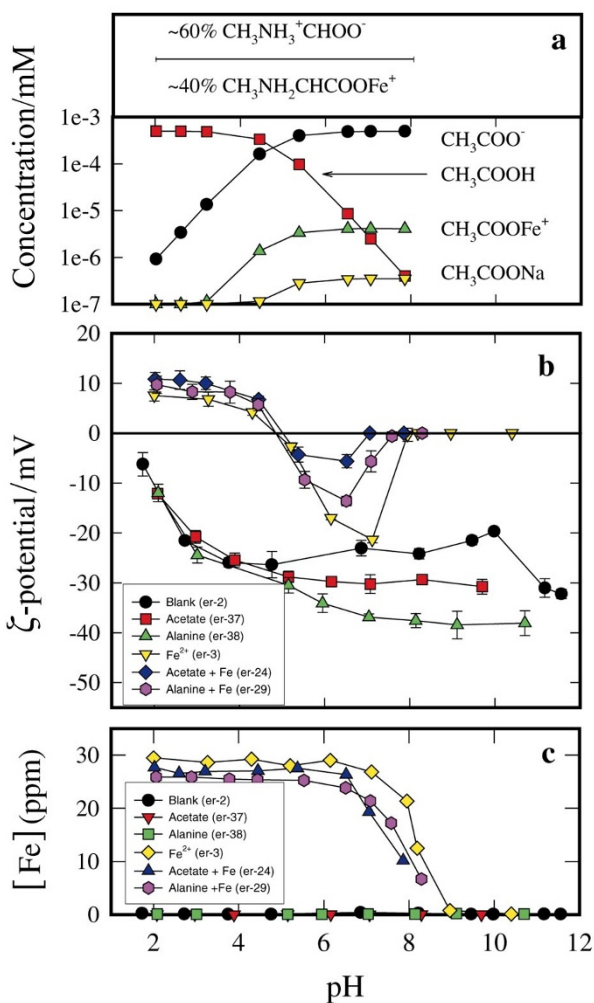 ~60% CH₃NH₃⁺CHOO⁻
a
~40% CH₃NH₂CHCOOFe⁺
Concentration/mM
1e-3
1e-4
1e-5
1e-6
1e-7
CH₃COO⁻
CH₃COOH
CH₃COOFe⁺
CH₃COONa
b
ζ-potential/mV
20
10
0
-10
-20
-30
-40
-50
Blank (er-2)
Acetate (er-37)
Alanine (er-38)
Fe²⁺ (er-3)
Acetate + Fe (er-24)
Alanine + Fe (er-29)
c
[Fe] (ppm)
30
20
10
0
Blank (er-2)
Acetate (er-37)
Alanine (er-38)
Fe²⁺ (er-3)
Acetate + Fe (er-24)
Alanine +Fe (er-29)
2 4 6 8 10 12
pH